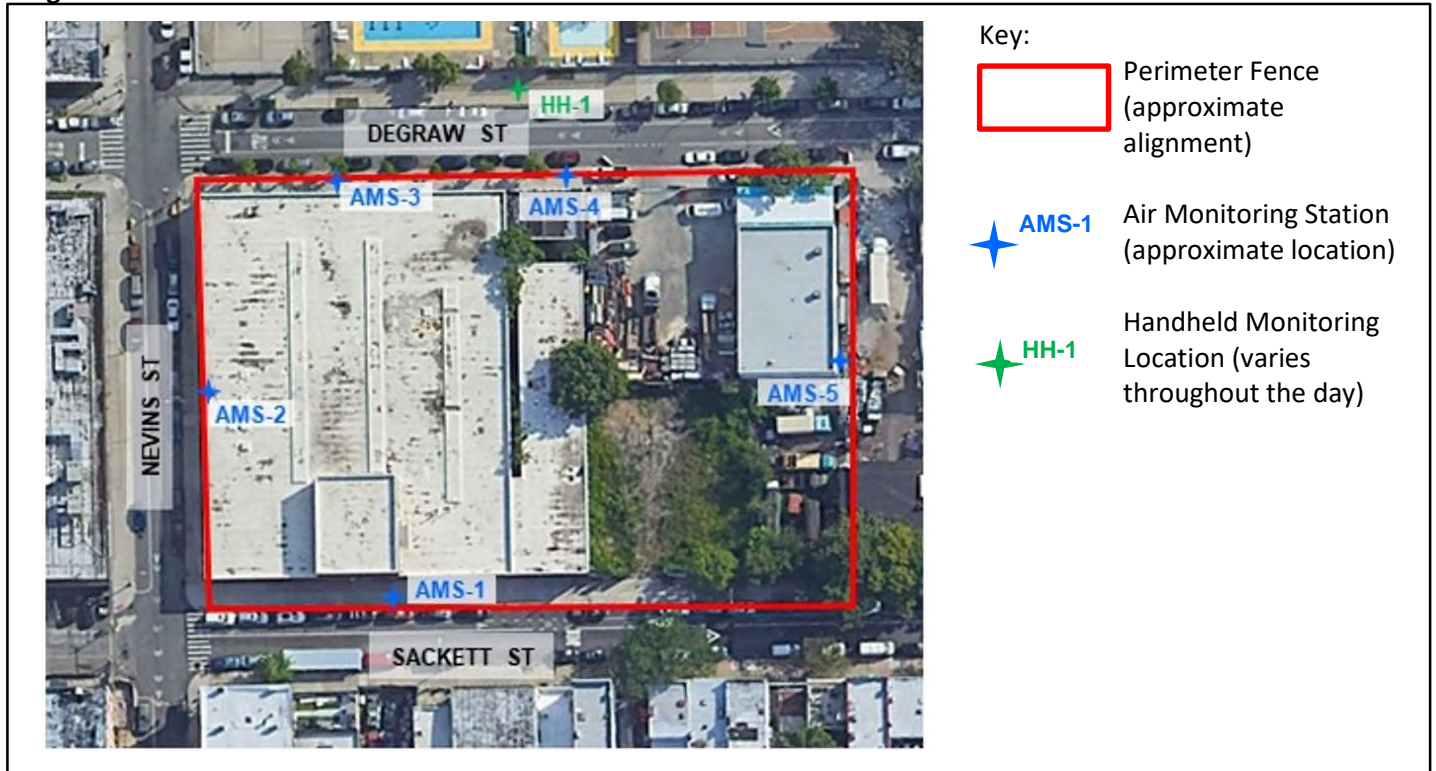 HH-1
DEGRAW ST
AMS-3
AMS-4
AMS-2
AMS-5
NEVINS ST
AMS-1
SACKETT ST
Key:
Perimeter Fence
(approximate
alignment)
AMS-1
Air Monitoring Station
(approximate location)
HH-1
Handheld Monitoring
Location (varies
throughout the day)